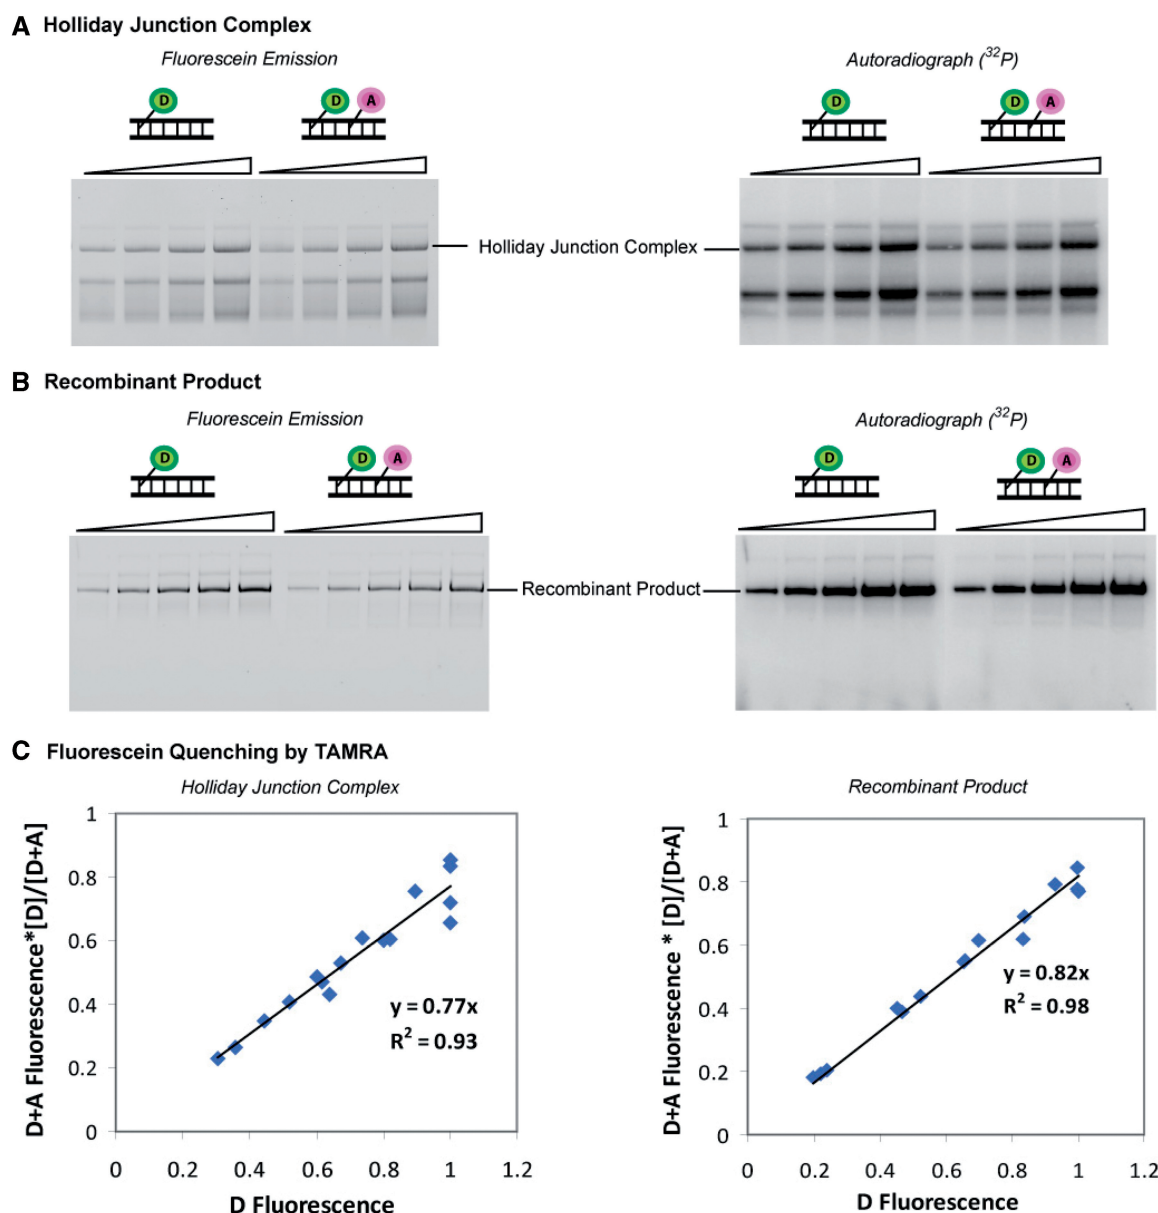 A Holliday Junction Complex
Fluorescein Emission
Autoradiograph (32P)
D
D A
D
D A
Holliday Junction Complex
B Recombinant Product
Fluorescein Emission
Autoradiograph (32P)
D
D A
D
D A
Recombinant Product
C Fluorescein Quenching by TAMRA
Holliday Junction Complex
Recombinant Product
D+A Fluorescence*[D]/[D+A]
1
0.8
0.6
0.4
0.2
0
y = 0.77x
R2 = 0.93
0 0.2 0.4 0.6 0.8 1 1.2
D Fluorescence
D+A Fluorescence * [D]/[D+A]
1
0.8
0.6
0.4
0.2
0
y = 0.82x
R2 = 0.98
0 0.2 0.4 0.6 0.8 1 1.2
D Fluorescence